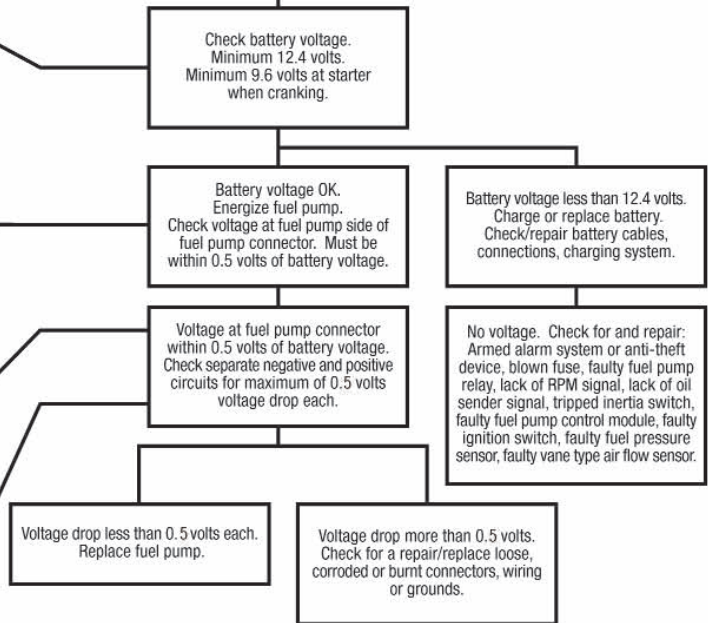 Check battery voltage.
Minimum 12.4 volts.
Minimum 9.6 volts at starter
when cranking.
Battery voltage OK.
Energize fuel pump.
Check voltage at fuel pump side of
fuel pump connector. Must be
within 0.5 volts of battery voltage.
Battery voltage less than 12.4 volts.
Charge or replace battery.
Check/repair battery cables,
connections, charging system.
Voltage at fuel pump connector
within 0.5 volts of battery voltage.
Check separate negative and positive
circuits for maximum of 0.5 volts
voltage drop each.
No voltage. Check for and repair:
Armed alarm system or anti-theft
device, blown fuse, faulty fuel pump
relay, lack of RPM signal, lack of oil
sender signal, tripped inertia switch,
faulty fuel pump control module, faulty
ignition switch, faulty fuel pressure
sensor, faulty vane type air flow sensor.
Voltage drop less than 0.5 volts each.
Replace fuel pump.
Voltage drop more than 0.5 volts.
Check for a repair/replace loose,
corroded or burnt connectors, wiring
or grounds.